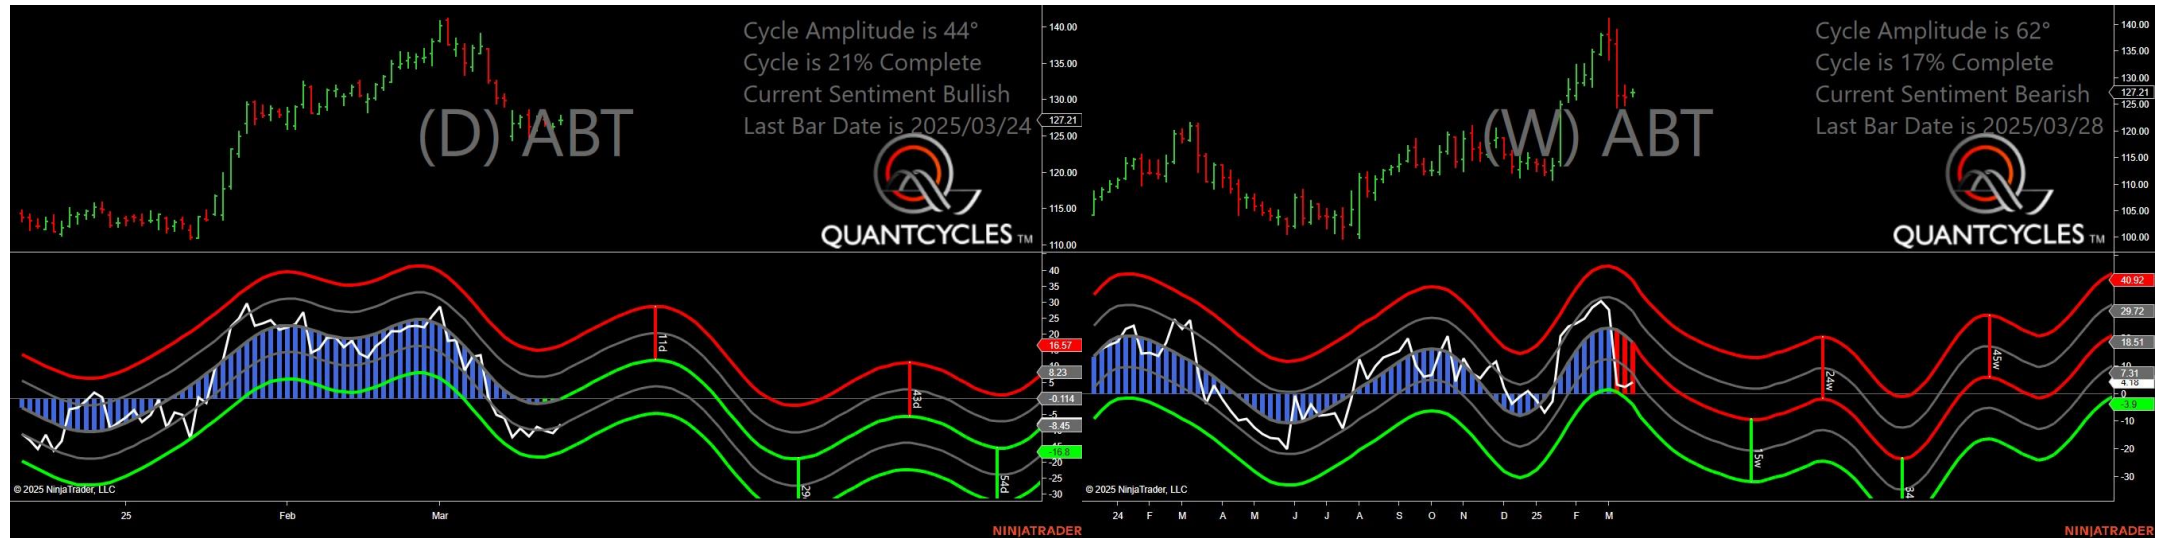 Cycle Amplitude is 44°
Cycle is 21% Complete
Current Sentiment Bullish
Last Bar Date is 2025/03/24
(D) ABT
QUANTCYCLES TM
140.00
135.00
130.00
127.21
125.00
120.00
115.00
110.00
11d
29
43d
54d
40
35
30
25
20
16.57
8.23
5
-0.114
-5
-8.45
-16.8
-20
-25
-30
© 2025 NinjaTrader, LLC
25 Feb Mar
NINJATRADER
Cycle Amplitude is 62°
Cycle is 17% Complete
Current Sentiment Bearish
Last Bar Date is 2025/03/28
(W) ABT
QUANTCYCLES TM
140.00
135.00
130.00
127.21
125.00
120.00
115.00
110.00
105.00
100.00
15w
24w
34
45w
40.92
29.72
18.51
7.31
4.18
0
-3.9
-10
-20
-30
© 2025 NinjaTrader, LLC
24 F M A M J J A S O N D 25 F M
NINJATRADER